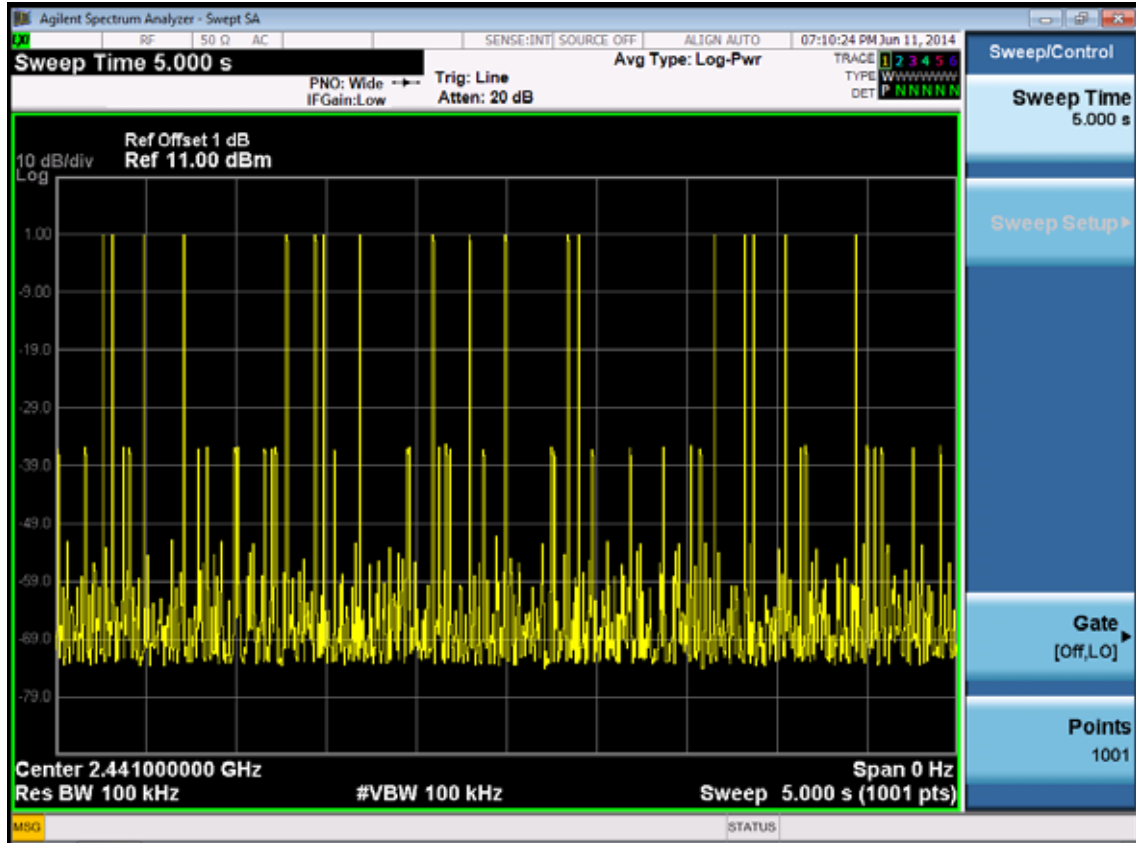 Agilent Spectrum Analyzer - Swept SA
LXI RF 50 Ω AC SENSE:INT SOURCE OFF ALIGN AUTO 07:10:24 PM Jun 11, 2014
Sweep Time 5.000 s
PNO: Wide
IFGain:Low
Trig: Line
Atten: 20 dB
Avg Type: Log-Pwr
TRACE 1 2 3 4 5 6
TYPE WWWWWW
DET P N N N N N
Ref Offset 1 dB
10 dB/div Ref 11.00 dBm
Log
1.00
-9.00
-19.0
-29.0
-39.0
-49.0
-59.0
-69.0
-79.0
Center 2.441000000 GHz Span 0 Hz
Res BW 100 kHz #VBW 100 kHz Sweep 5.000 s (1001 pts)
MSG STATUS
Sweep/Control
Sweep Time
5.000 s
Sweep Setup
Gate
[Off,LO]
Points
1001